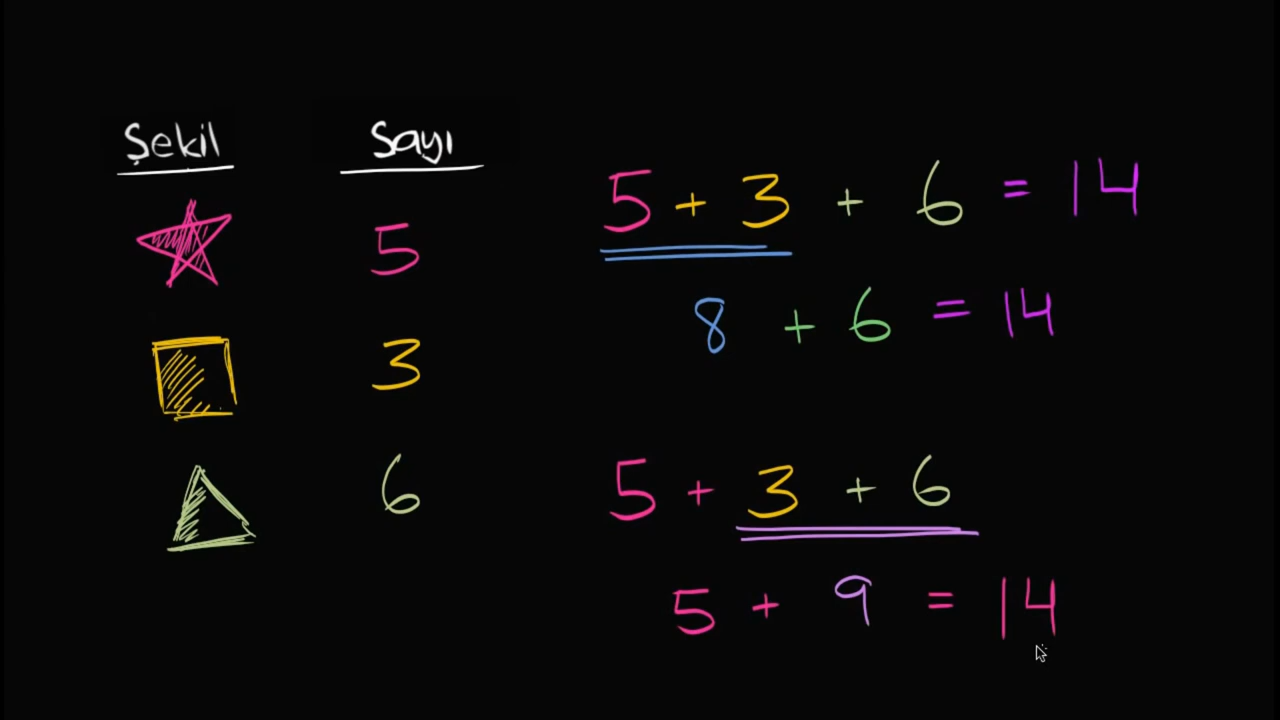 Şekil Sayı
5
3
6
5 + 3 + 6 = 14
8 + 6 = 14
5 + 3 + 6
5 + 9 = 14